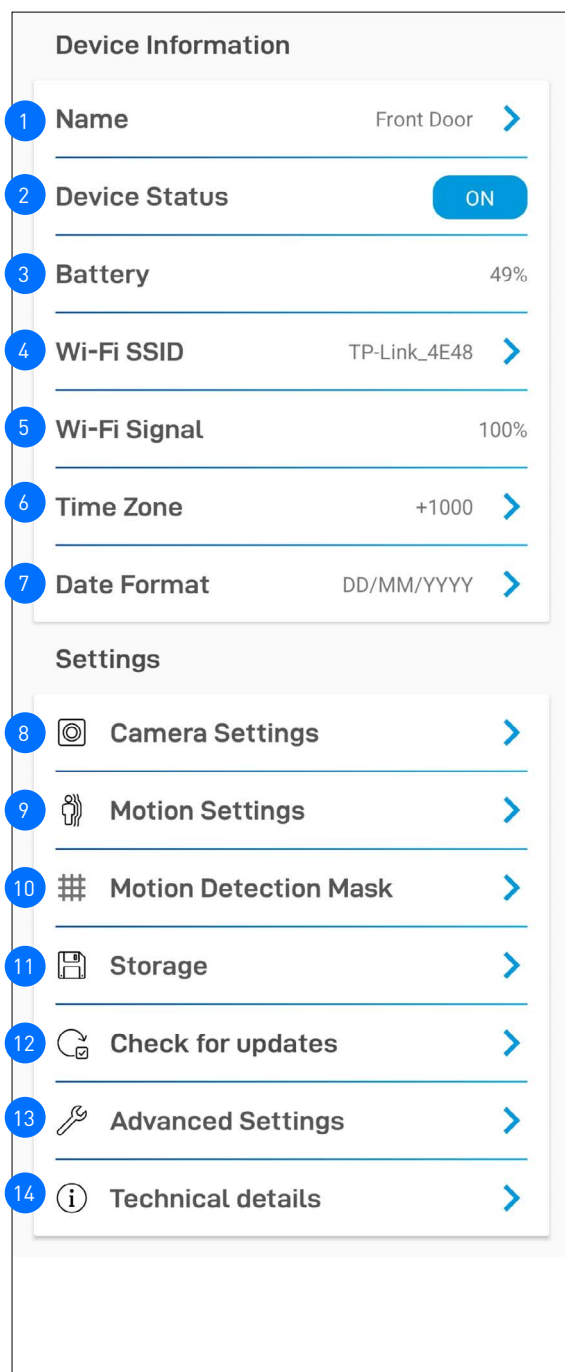 Device Information
1 Name Front Door
2 Device Status ON
3 Battery 49%
4 Wi-Fi SSID TP-Link_4E48
5 Wi-Fi Signal 100%
6 Time Zone +1000
7 Date Format DD/MM/YYYY
Settings
8 Camera Settings
9 Motion Settings
10 Motion Detection Mask
11 Storage
12 Check for updates
13 Advanced Settings
14 Technical details